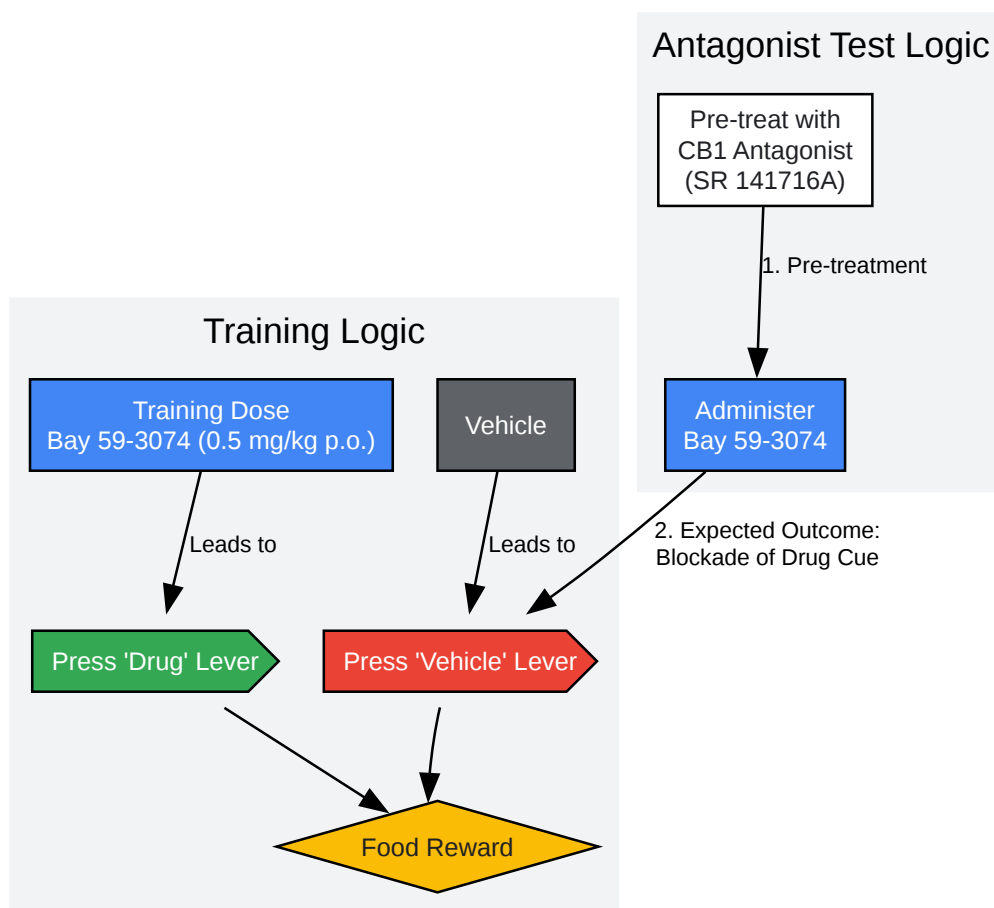 Antagonist Test Logic
Pre-treat with
CB1 Antagonist
(SR 141716A)
1. Pre-treatment
Training Logic
Training Dose
Bay 59-3074 (0.5 mg/kg p.o.)
Vehicle
Administer
Bay 59-3074
Leads to
Leads to
2. Expected Outcome:
Blockade of Drug Cue
Press 'Drug' Lever
Press 'Vehicle' Lever
Food Reward